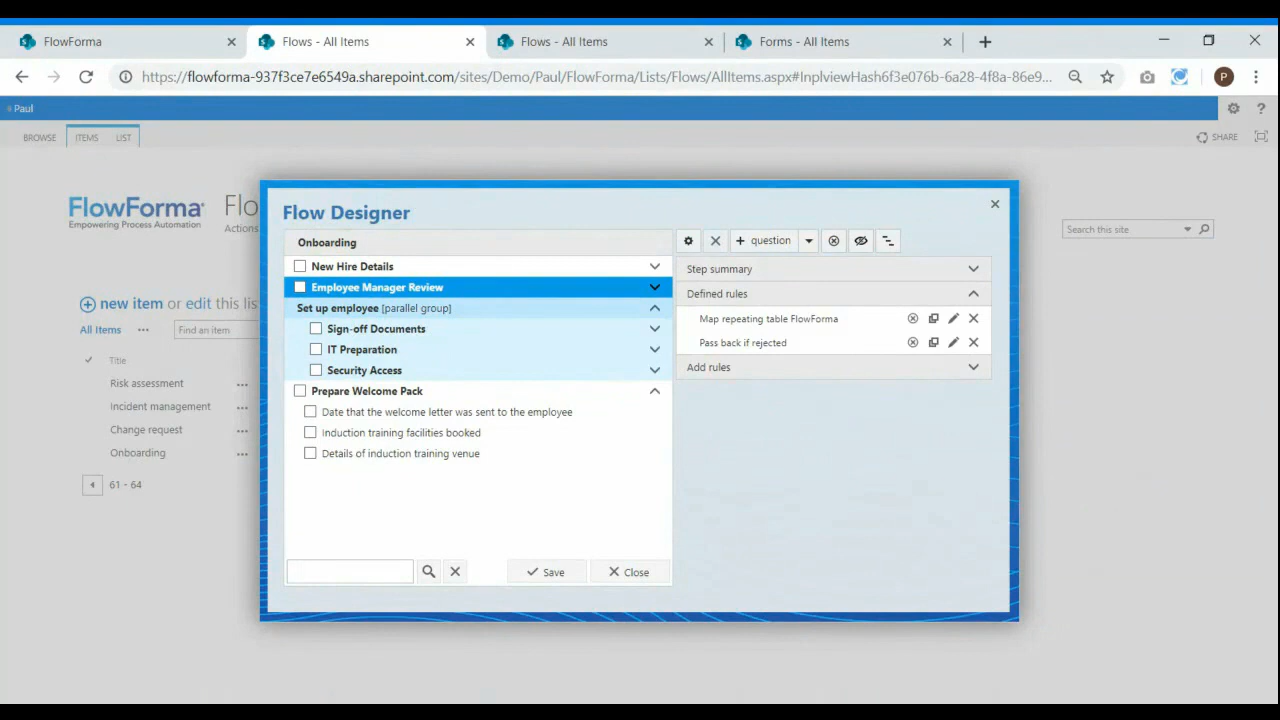 FlowForma
Flows - All Items
Flows - All Items
Forms - All Items
https://flowforma-937f3ce7e6549a.sharepoint.com/sites/Demo/Paul/FlowForma/Lists/Flows/AllItems.aspx#InplviewHash6f3e076b-6a28-4f8a-86e9...
P
Paul
?
BROWSE ITEMS LIST
SHARE
FlowForma
Empowering Process Automation
Flo
Actions
Search this site
new item or edit this lis
All Items ... Find an item
Title
Risk assessment ...
Incident management ...
Change request ...
Onboarding ...
61 - 64
Flow Designer
Onboarding
New Hire Details
Employee Manager Review
Set up employee [parallel group]
Sign-off Documents
IT Preparation
Security Access
Prepare Welcome Pack
Date that the welcome letter was sent to the employee
Induction training facilities booked
Details of induction training venue
Save
Close
+ question
Step summary
Defined rules
Map repeating table FlowForma
Pass back if rejected
Add rules